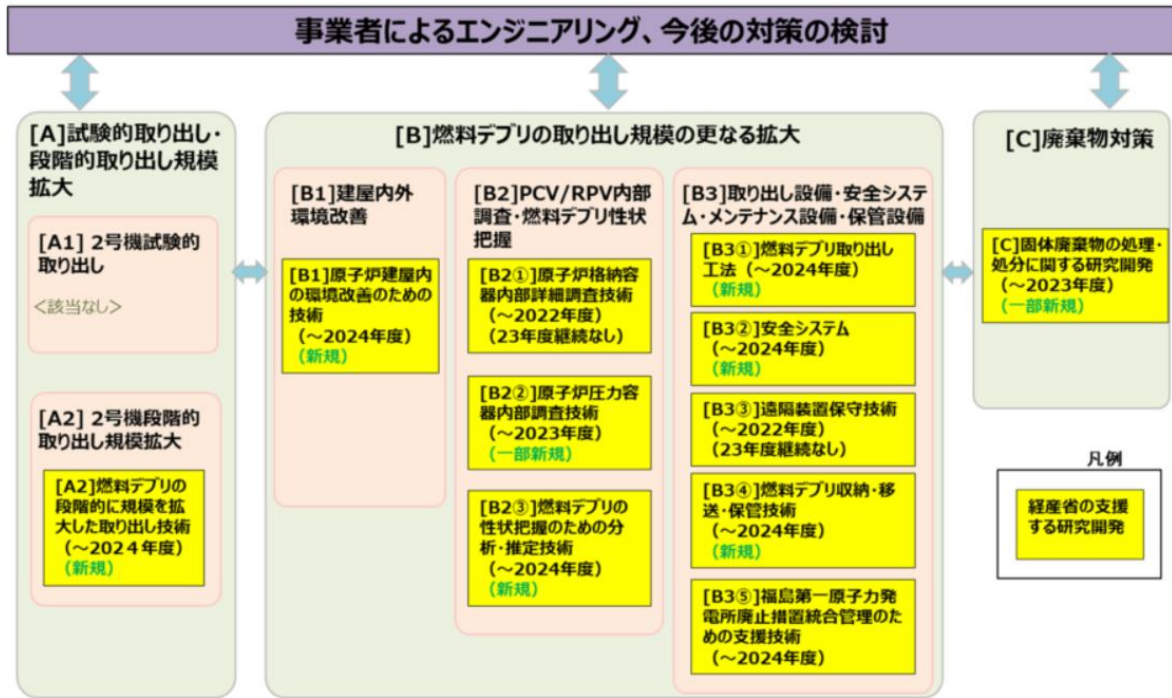 事業者によるエンジニアリング、今後の対策の検討
[A]試験的取り出し・
段階的取り出し規模
拡大
[A1] 2号機試験的
取り出し
<該当なし>
[A2] 2号機段階的
取り出し規模拡大
[A2]燃料デブリの
段階的に規模を拡
大した取り出し技術
(～2024年度)
(新規)
[B]燃料デブリの取り出し規模の更なる拡大
[B1]建屋内外
環境改善
[B1]原子炉建屋内
の環境改善のための
技術
(～2024年度)
(新規)
[B2]PCV/RPV内部
調査・燃料デブリ性状
把握
[B2①]原子炉格納容
器内部詳細調査技術
(～2022年度)
(23年度継続なし)
[B2②]原子炉圧力容
器内部調査技術
(～2023年度)
(一部新規)
[B2③]燃料デブリの
性状把握のための分
析・推定技術
(～2024年度)
(新規)
[B3]取り出し設備・安全システ
ム・メンテナンス設備・保管設備
[B3①]燃料デブリ取り出し
工法 (～2024年度)
(新規)
[B3②]安全システム
(～2024年度)
(新規)
[B3③]遠隔装置保守技術
(～2022年度)
(23年度継続なし)
[B3④]燃料デブリ収納・移
送・保管技術
(～2024年度)
(新規)
[B3⑤]福島第一原子力発
電所廃止措置統合管理のた
めの支援技術
(～2024年度)
[C]廃棄物対策
[C]固体廃棄物の処理・
処分に関する研究開発
(～2023年度)
(一部新規)
凡例
経産省の支援
する研究開発